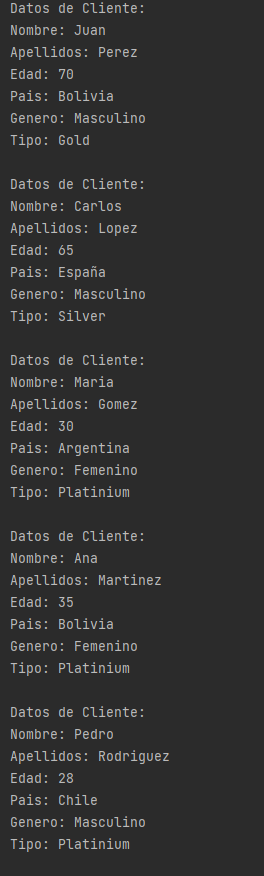 Datos de Cliente:
Nombre: Juan
Apellidos: Perez
Edad: 70
Pais: Bolivia
Genero: Masculino
Tipo: Gold

Datos de Cliente:
Nombre: Carlos
Apellidos: Lopez
Edad: 65
Pais: España
Genero: Masculino
Tipo: Silver

Datos de Cliente:
Nombre: Maria
Apellidos: Gomez
Edad: 30
Pais: Argentina
Genero: Femenino
Tipo: Platinium

Datos de Cliente:
Nombre: Ana
Apellidos: Martinez
Edad: 35
Pais: Bolivia
Genero: Femenino
Tipo: Platinium

Datos de Cliente:
Nombre: Pedro
Apellidos: Rodriguez
Edad: 28
Pais: Chile
Genero: Masculino
Tipo: Platinium